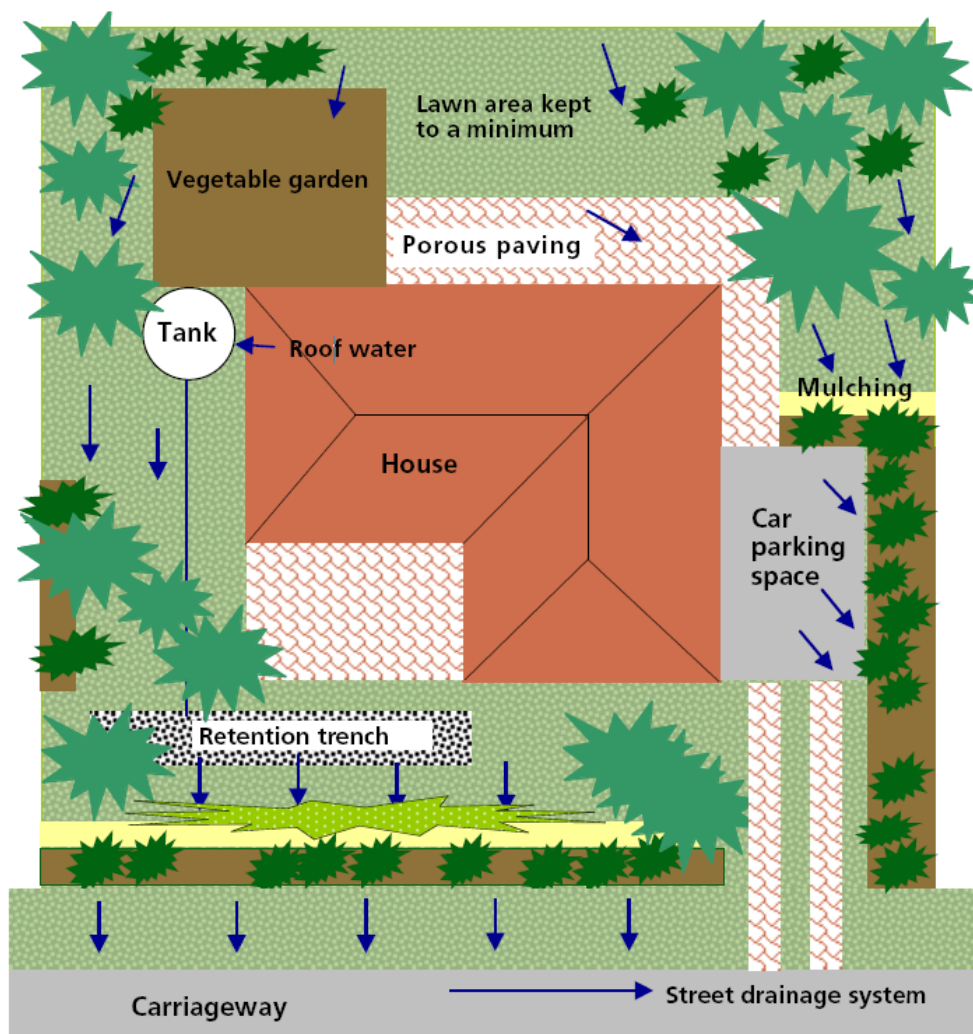 Lawn area kept
to a minimum
Vegetable garden
Porous paving
Tank
Roof water
Mulching
House
Car
parking
space
Retention trench
Carriageway
Street drainage system